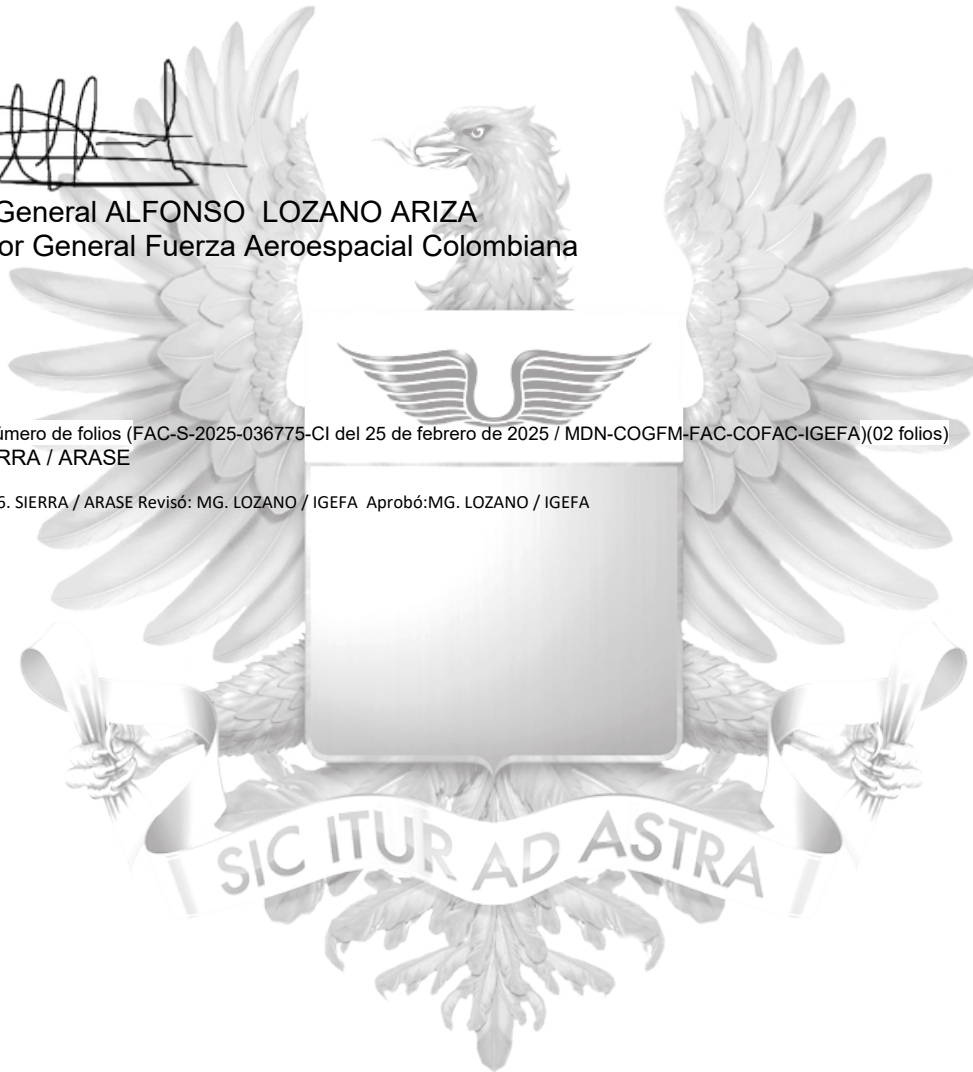 General ALFONSO  LOZANO ARIZA
or General Fuerza Aeroespacial Colombiana
úmero de folios (FAC-S-2025-036775-CI del 25 de febrero de 2025 / MDN-COGFM-FAC-COFAC-IGEFA)(02 folios)
RRA / ARASE
6. SIERRA / ARASE Revisó: MG. LOZANO / IGEFA  Aprobó:MG. LOZANO / IGEFA
SIC ITUR AD ASTRA